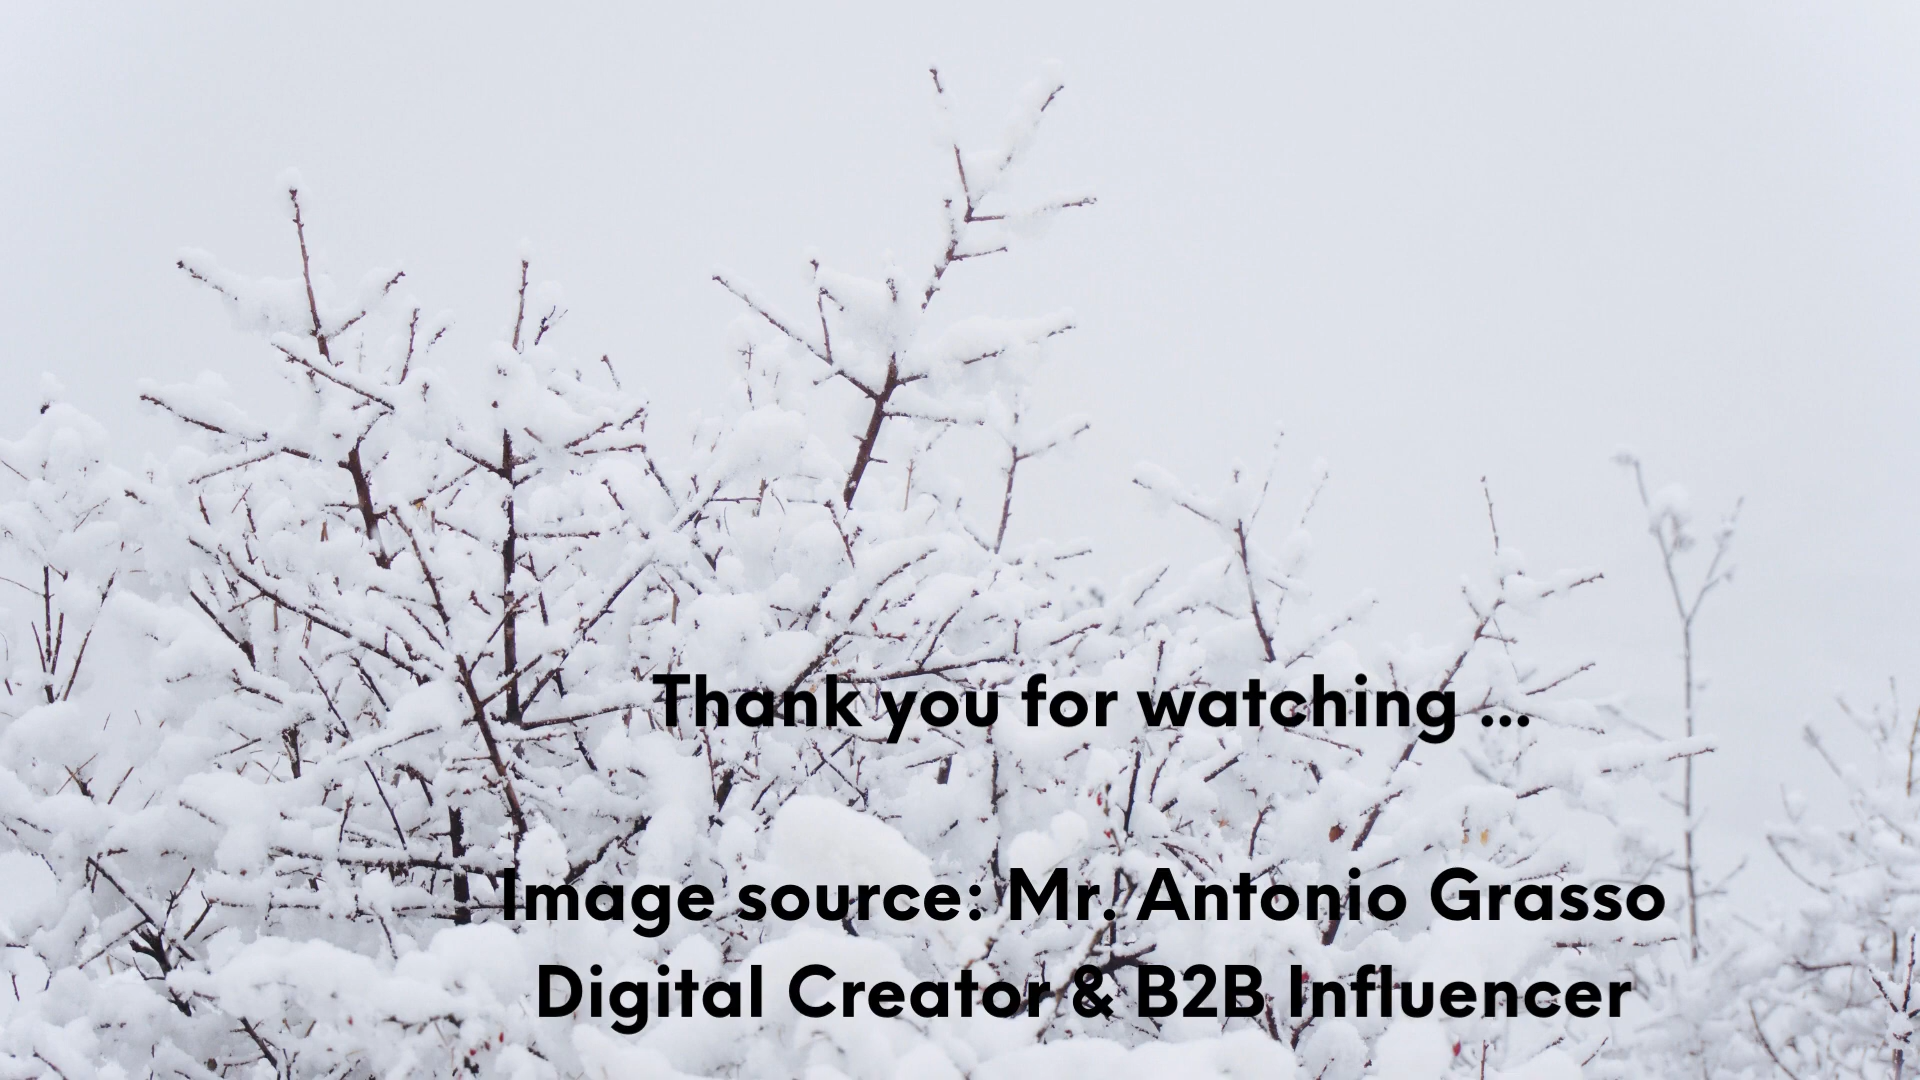 Thank you for watching ...
Image source: Mr. Antonio Grasso
Digital Creator & B2B Influencer